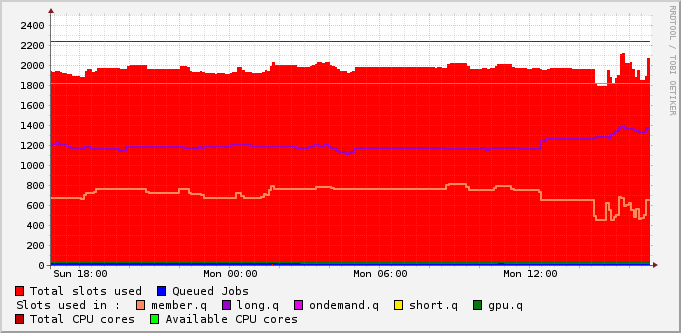 RRDTOOL / TOBI OETIKER
2400
2200
2000
1800
1600
1400
1200
1000
800
600
400
200
0
Sun 18:00 Mon 00:00 Mon 06:00 Mon 12:00
Total slots used Queued Jobs
Slots used in : member.q long.q ondemand.q short.q gpu.q
Total CPU cores Available CPU cores